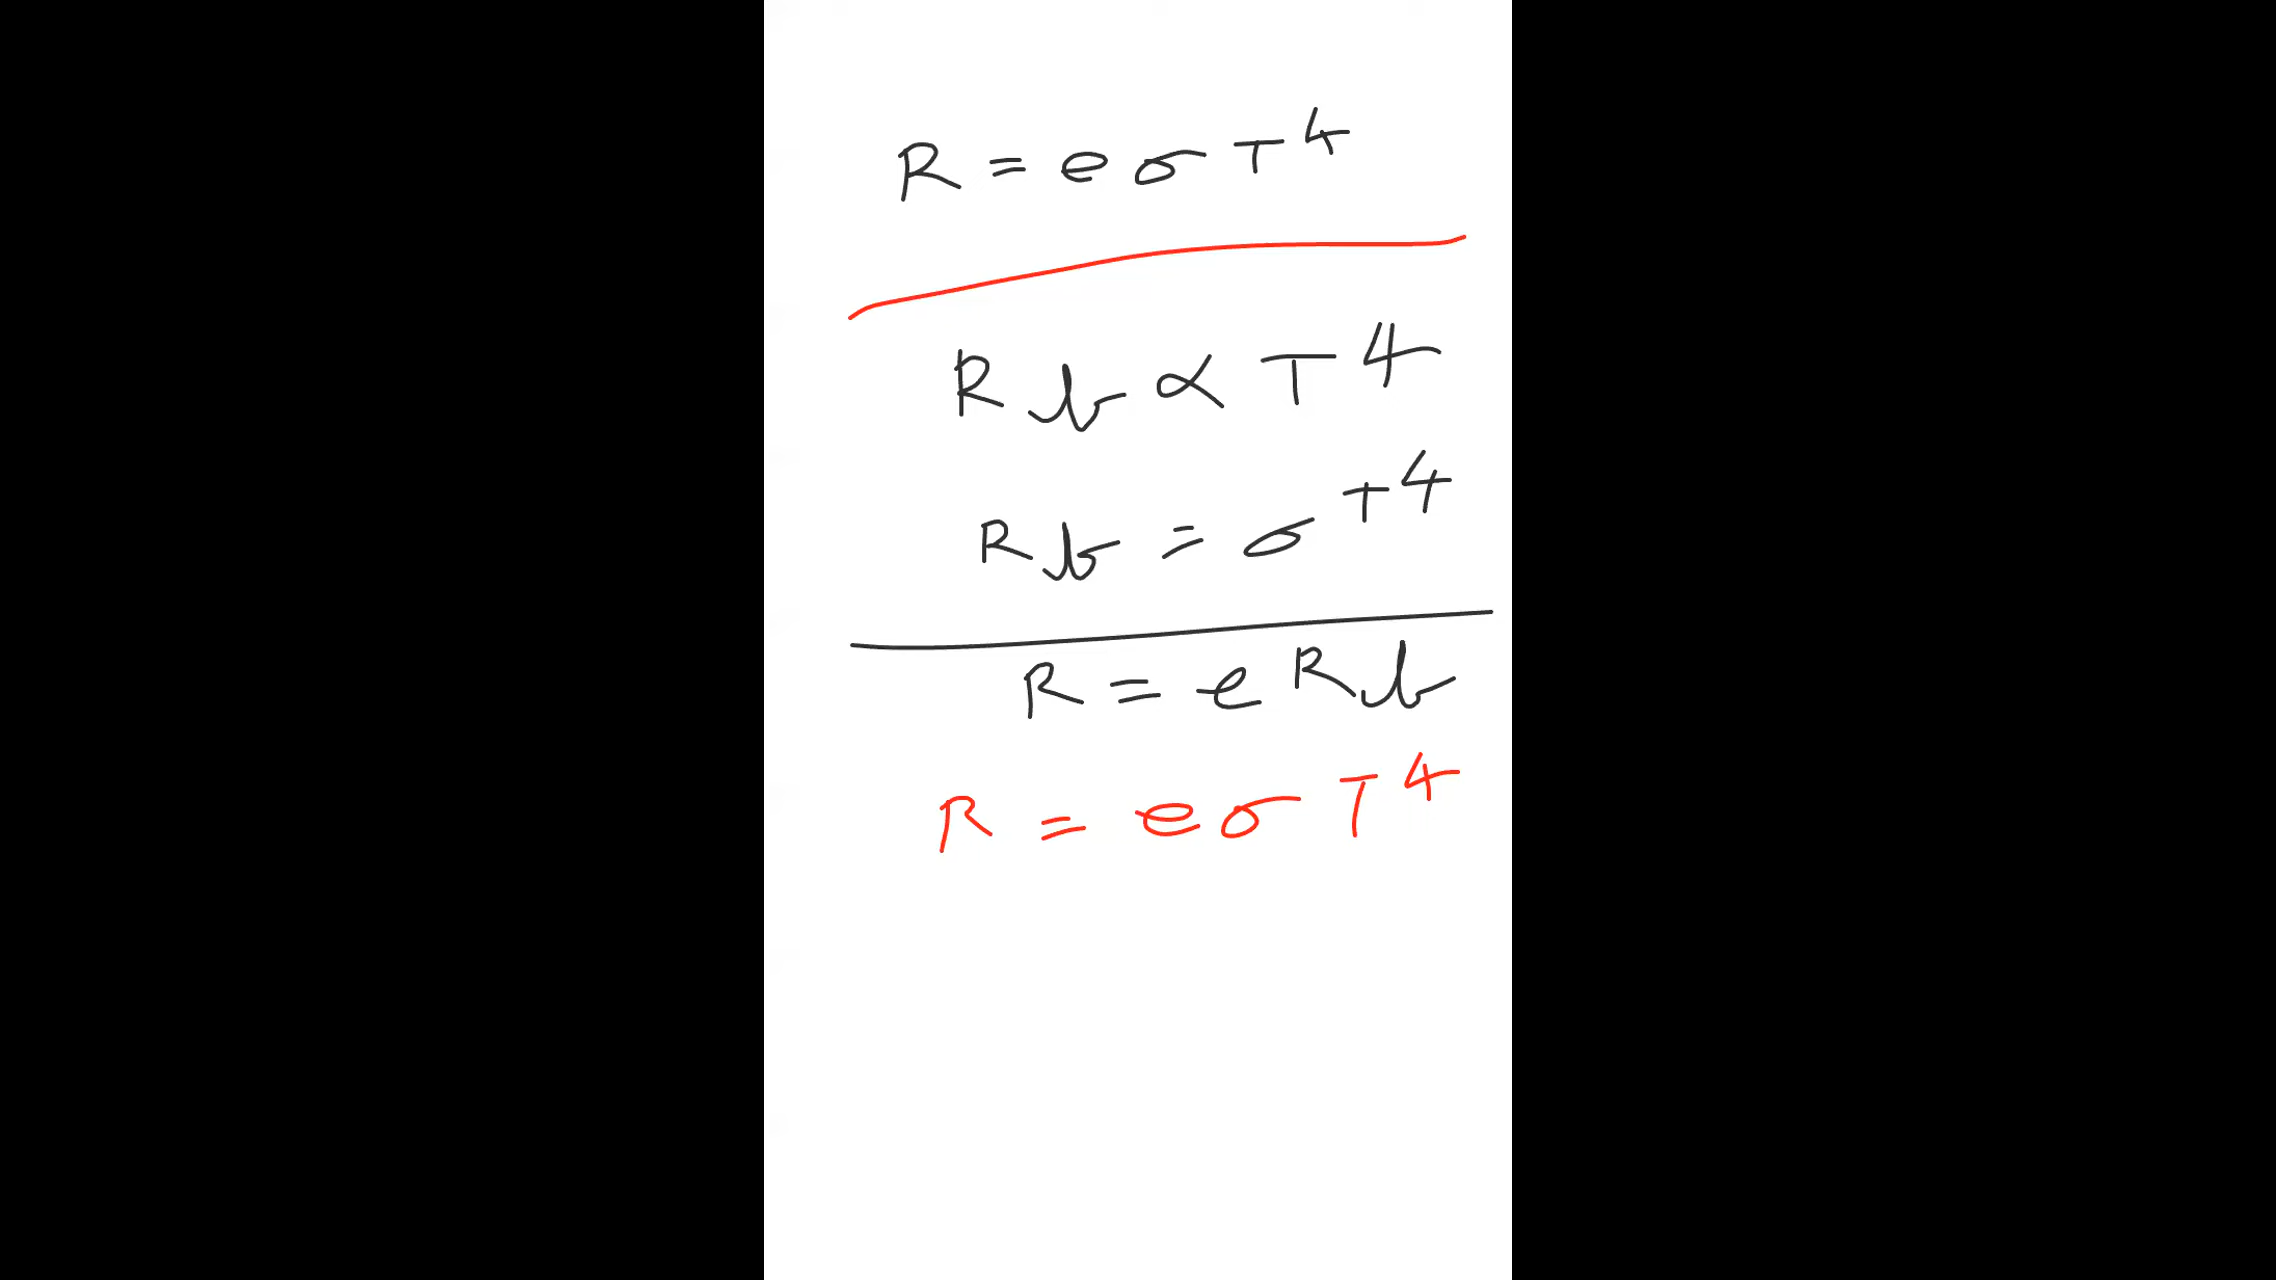 R = eσT⁴
R_b ∝ T⁴
R_b = σT⁴
R = eR_b
R = eσT⁴